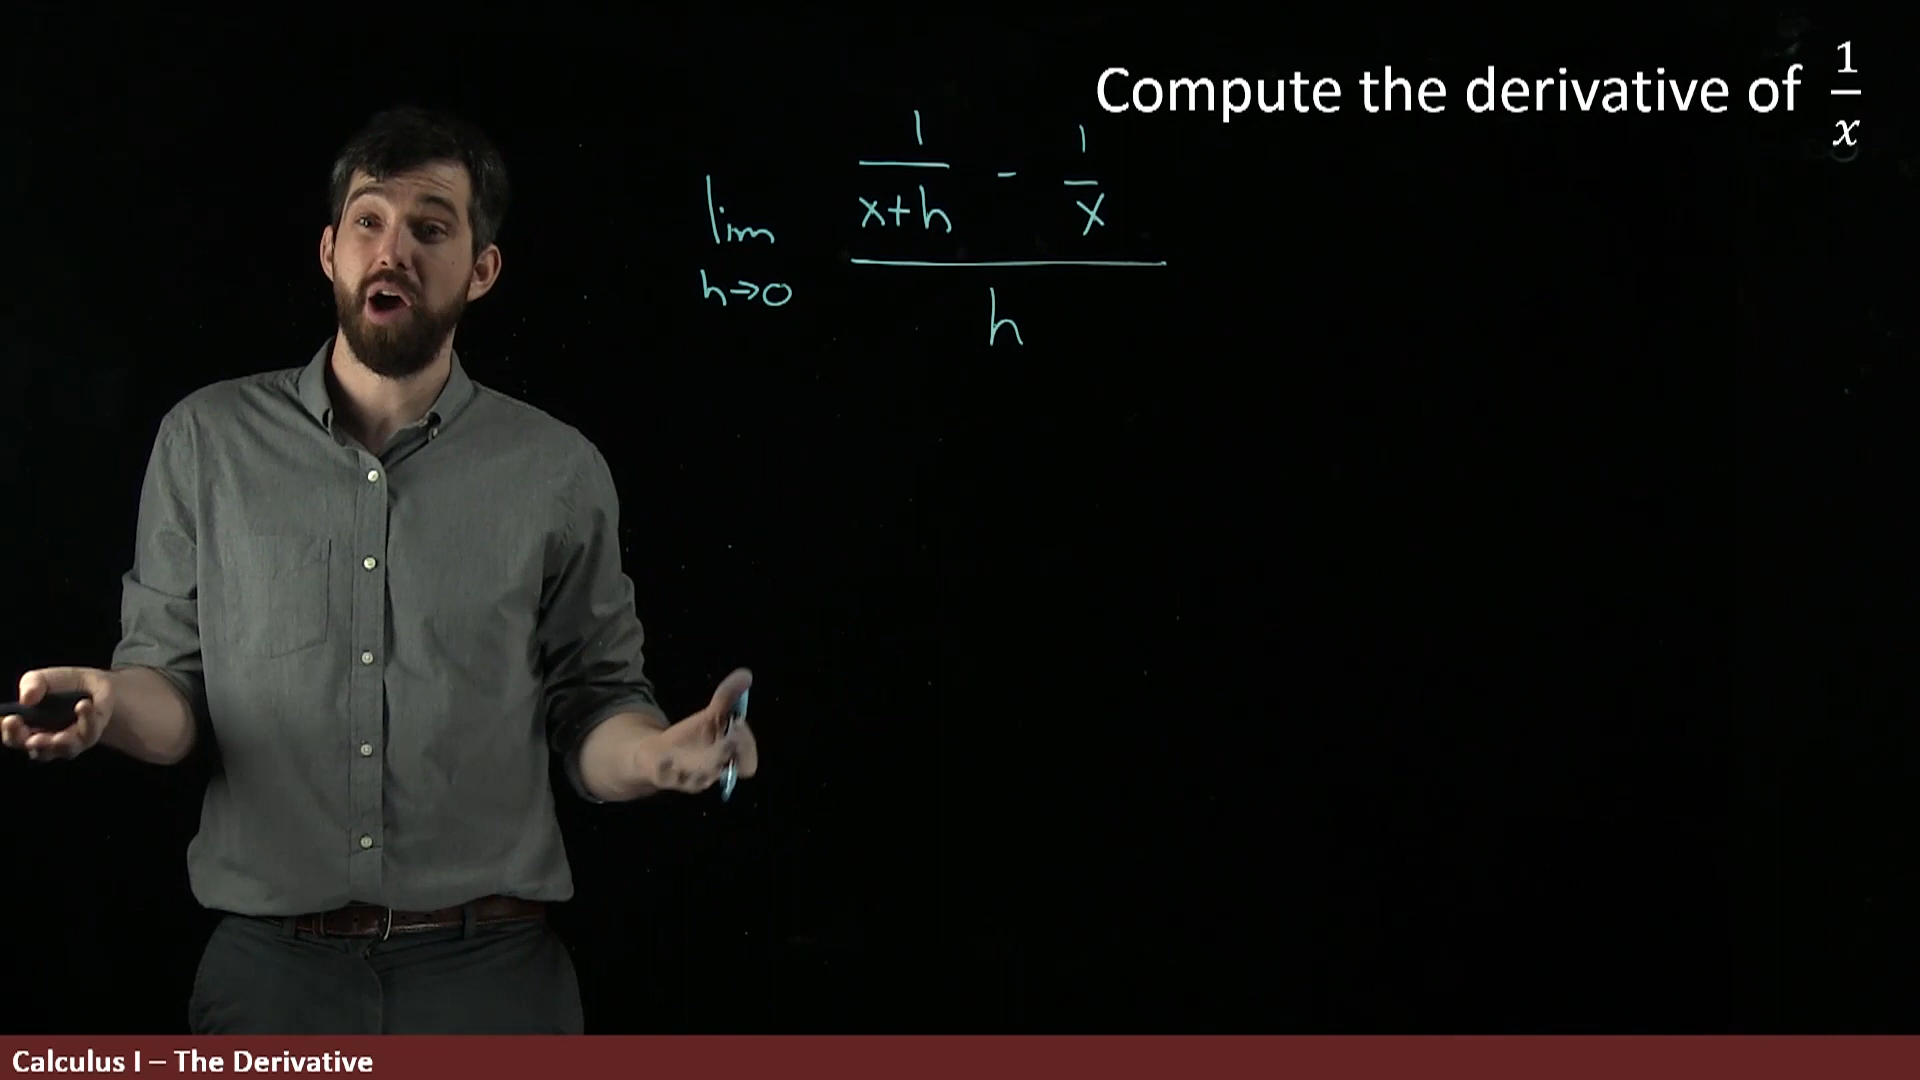 Compute the derivative of 1/x
lim h→0 (1/(x+h) - 1/x)/h
Calculus I – The Derivative